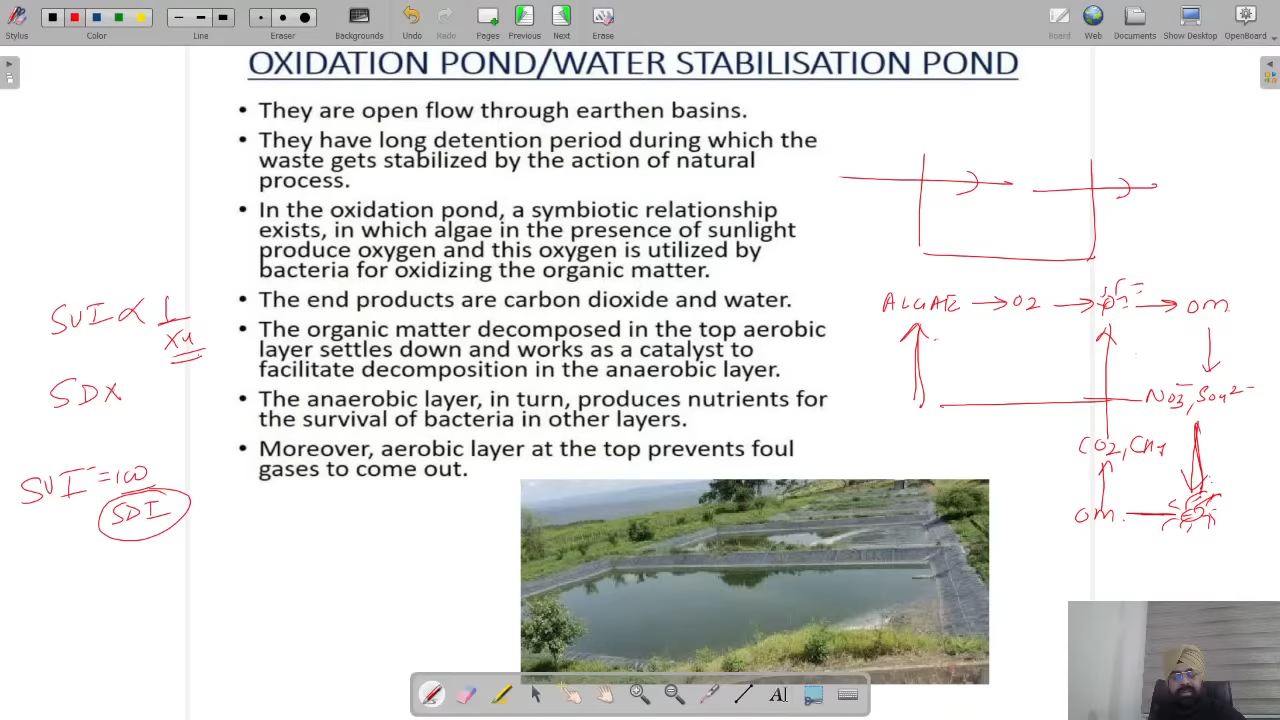 Stylus
Color
Line
Eraser
Backgrounds
Undo
Redo
Pages
Previous
Next
Erase
Board
Web
Documents
Show Desktop
OpenBoard
OXIDATION POND/WATER STABILISATION POND
• They are open flow through earthen basins.
• They have long detention period during which the
waste gets stabilized by the action of natural
process.
• In the oxidation pond, a symbiotic relationship
exists, in which algae in the presence of sunlight
produce oxygen and this oxygen is utilized by
bacteria for oxidizing the organic matter.
• The end products are carbon dioxide and water.
• The organic matter decomposed in the top aerobic
layer settles down and works as a catalyst to
facilitate decomposition in the anaerobic layer.
• The anaerobic layer, in turn, produces nutrients for
the survival of bacteria in other layers.
• Moreover, aerobic layer at the top prevents foul
gases to come out.
SVI ∝ 1
Xu
SDX
SVI = 100
SDI
ALGAE → O2 → → OM
NO3⁻, SO4²⁻
CO2, CH4
OM
AI